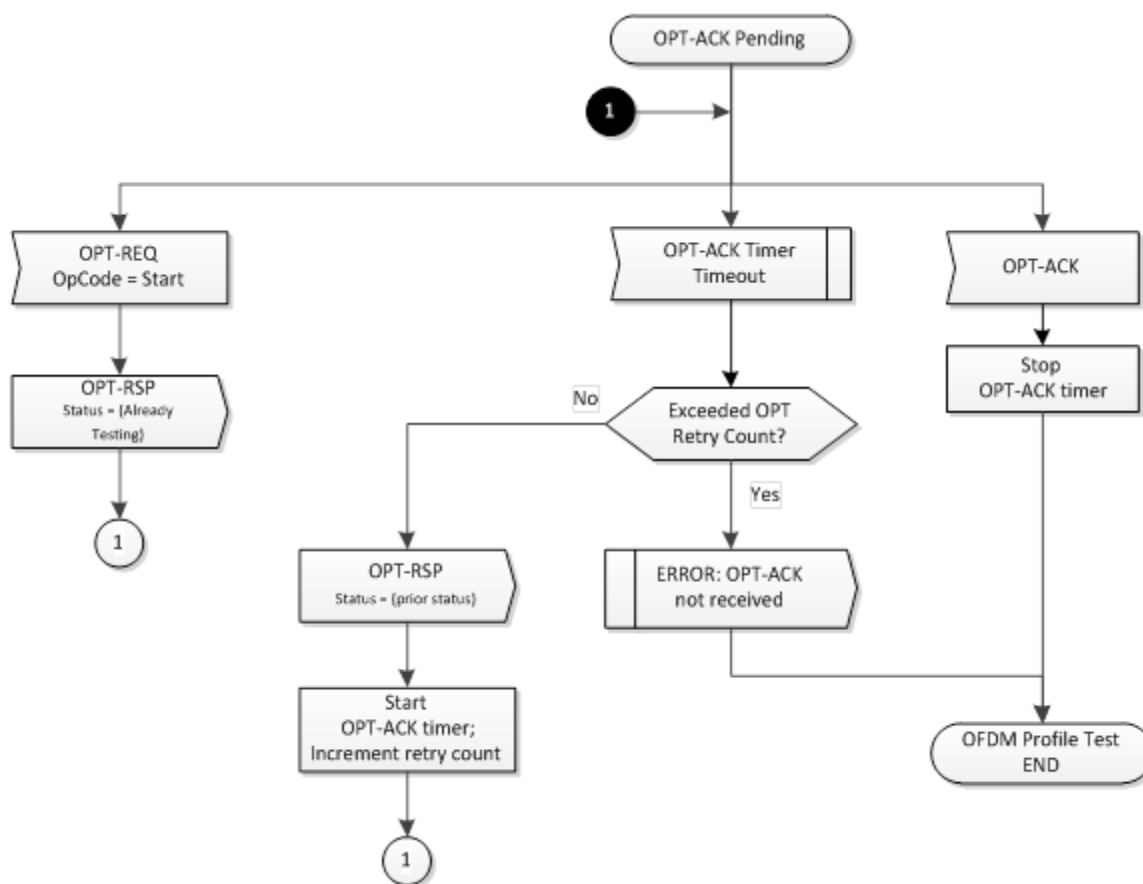 OPT-ACK Pending
1
OPT-REQ
OpCode = Start
OPT-ACK Timer
Timeout
OPT-ACK
OPT-RSP
Status = (Already
Testing)
Stop
OPT-ACK timer
No
Exceeded OPT
Retry Count?
Yes
1
OPT-RSP
Status = (prior status)
ERROR: OPT-ACK
not received
Start
OPT-ACK timer;
Increment retry count
OFDM Profile Test
END
1